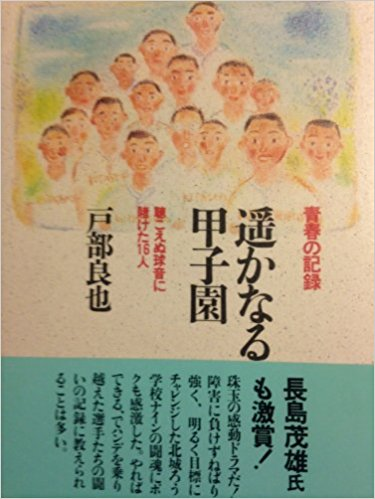 青春の記録
遥かなる
甲子園
聴こえぬ球音に
賭けた16人
戸部良也
長島茂雄氏
も激賞！
珠玉の感動ドラマだ！
障害に負けずねばり
強く、明るく目標に
チャレンジした北城ろう
学校ナインの闘魂にボ
クも感激した。やれば
できる、でハンデを乗り
越えた選手たちの闘
いの記録に教えられ
ることは多い。